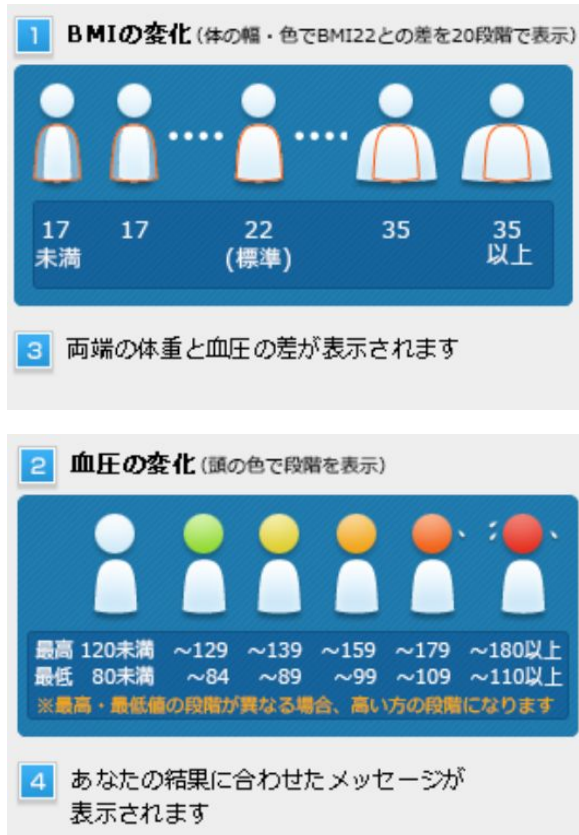 1 BMIの変化(体の幅・色でBMI22との差を20段階で表示)
17 17 22 35 35
未満 (標準) 以上
3 両端の体重と血圧の差が表示されます
2 血圧の変化(頭の色で段階を表示)
最高 120未満 ～129 ～139 ～159 ～179 ～180以上
最低 80未満 ～84 ～89 ～99 ～109 ～110以上
※最高・最低値の段階が異なる場合、高い方の段階になります
4 あなたの結果に合わせたメッセージが
表示されます